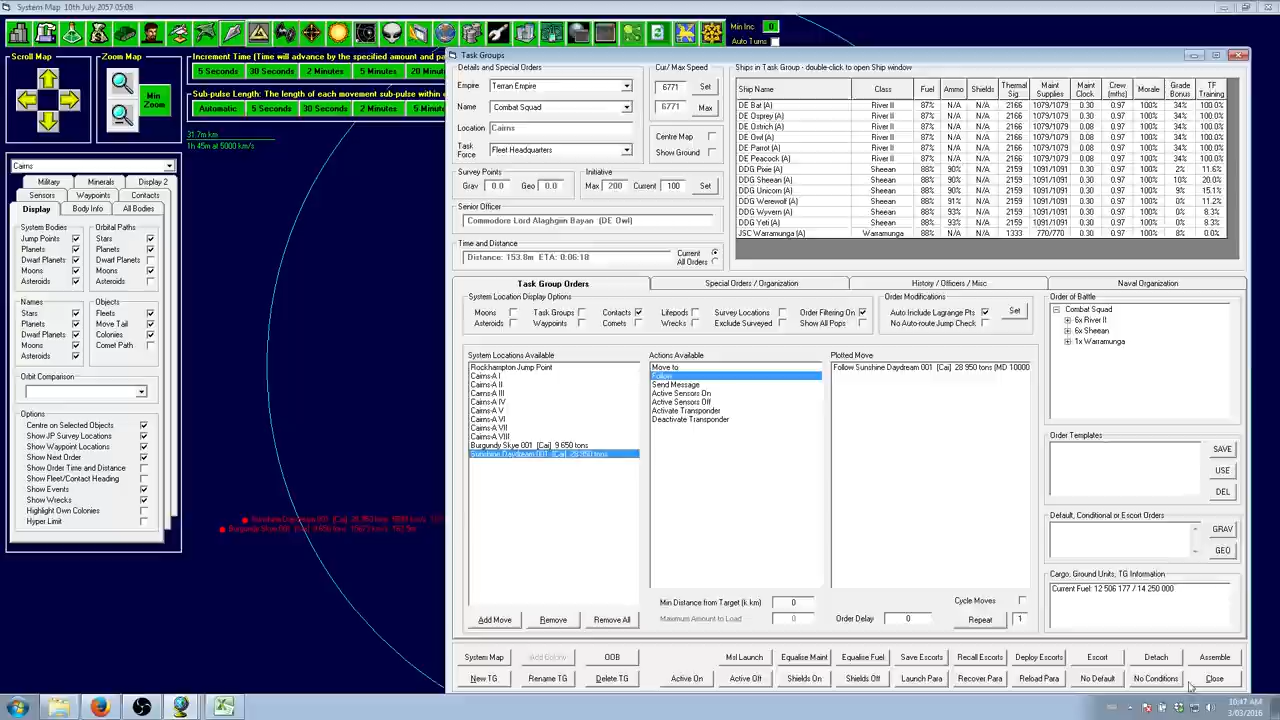 System Map 10th July 2057 05:08
Min Inc
0
Auto Turns
Scroll Map
Zoom Map
Min Zoom
Increment Time (Time will advance by the specified amount and pa
5 Seconds
30 Seconds
2 Minutes
5 Minutes
20 Minut
Sub-pulse Length: The length of each movement sub-pulse within
Automatic
5 Seconds
30 Seconds
2 Minutes
5 Minute
31.7m km
1h 45m at 5000 km/s
Cairns
Military
Minerals
Display 2
Sensors
Waypoints
Contacts
Display
Body Info
All Bodies
System Bodies
Orbital Paths
Jump Points
Stars
Planets
Planets
Dwarf Planets
Dwarf Planets
Moons
Moons
Asteroids
Asteroids
Names
Objects
Stars
Fleets
Planets
Move Tail
Dwarf Planets
Colonies
Moons
Comet Path
Asteroids
Orbit Comparison
Options
Centre on Selected Objects
Show JP Survey Locations
Show Waypoint Locations
Show Next Order
Show Order Time and Distance
Show Fleet/Contact Heading
Show Events
Show Wrecks
Highlight Own Colonies
Hyper Limit
Task Groups
Details and Special Orders
Empire
Terran Empire
Name
Combat Squad
Location
Cairns
Task Force
Fleet Headquarters
Cur/ Max Speed
6771
Set
6771
Max
Centre Map
Show Ground
Survey Points
Grav
0.0
Geo
0.0
Initiative
Max
200
Current
100
Set
Senior Officer
Commodore Lord Alaghgiin Bayan (DE Owl)
Time and Distance
Distance: 153.8m ETA: 0:06:18
Current
All Orders
Ships in Task Group - double-click to open Ship window
Ship Name Class Fuel Ammo Shields Thermal Sig Maint Supplies Maint Clock Crew (mths) Morale Grade Bonus TF Training
DE Bat (A) River II 87% N/A N/A 2166 1079/1079 0.30 0.97 100% 34% 100.0%
DE Osprey (A) River II 87% N/A N/A 2166 1079/1079 0.30 0.97 100% 34% 100.0%
DE Ostrich (A) River II 87% N/A N/A 2166 1079/1079 0.30 0.97 100% 34% 100.0%
DE Owl (A) River II 87% N/A N/A 2166 1079/1079 0.30 0.97 100% 34% 100.0%
DE Parrot (A) River II 87% N/A N/A 2166 1079/1079 0.30 0.97 100% 34% 100.0%
DE Peacock (A) River II 87% N/A N/A 2166 1079/1079 0.30 0.97 100% 34% 100.0%
DDG Pixie (A) Sheean 88% 90% N/A 2159 1091/1091 0.30 0.97 100% 7% 11.6%
DDG Sheean (A) Sheean 88% 90% N/A 2159 1091/1091 0.30 0.97 100% 10% 20.0%
DDG Unicorn (A) Sheean 88% 90% N/A 2159 1091/1091 0.30 0.97 100% 9% 15.1%
DDG Werewolf (A) Sheean 88% 91% N/A 2159 1091/1091 0.30 0.97 100% 7% 11.2%
DDG Wyvern (A) Sheean 88% 93% N/A 2159 1091/1091 0.30 0.97 100% 7% 8.3%
DDG Yeti (A) Sheean 88% 92% N/A 2159 1091/1091 0.30 0.97 100% 7% 8.3%
JSC Warramunga (A) Warramunga 88% N/A N/A 1333 770/770 0.30 0.97 100% 8% 0.0%
Task Group Orders
Special Orders / Organization
History / Officers / Misc
Naval Organization
System Location Display Options
Moons
Task Groups
Contacts
Lifepods
Survey Locations
Order Filtering On
Asteroids
Waypoints
Comets
Wrecks
Exclude Surveyed
Show All Pops
Order Modifications
Auto Include Lagrange Pts
No Auto-route Jump Check
Set
Order of Battle
Combat Squad
6x River II
6x Sheean
1x Warramunga
System Locations Available
Rockhampton Jump Point
Cairns-A I
Cairns-A II
Cairns-A III
Cairns-A IV
Cairns-A V
Cairns-A VI
Cairns-A VII
Cairns-A VIII
Burgundy Skye 001 [Cai] 9 650 tons
Sunshine Daydream 001 [Cai] 28 950 tons
Actions Available
Move to
Follow
Send Message
Active Sensors On
Active Sensors Off
Activate Transponder
Deactivate Transponder
Plotted Move
Follow Sunshine Daydream 001 [Cai] 28 950 tons (MD 10000
Order Templates
SAVE
USE
DEL
Default, Conditional or Escort Orders
GRAV
GEO
Cargo, Ground Units, TG Information
Current Fuel: 12 506 177 / 14 250 000
Min Distance from Target (k km)
0
Cycle Moves
Add Move
Remove
Remove All
Maximum Amount to Load
0
Order Delay
0
Repeat
1
System Map
Add Colony
OOB
Msl Launch
Equalise Maint
Equalise Fuel
Save Escorts
Recall Escorts
Deploy Escorts
Escort
Detach
Assemble
New TG
Rename TG
Delete TG
Active On
Active Off
Shields On
Shields Off
Launch Para
Recover Para
Reload Para
No Default
No Conditions
Close
10:47 AM
3/03/2016